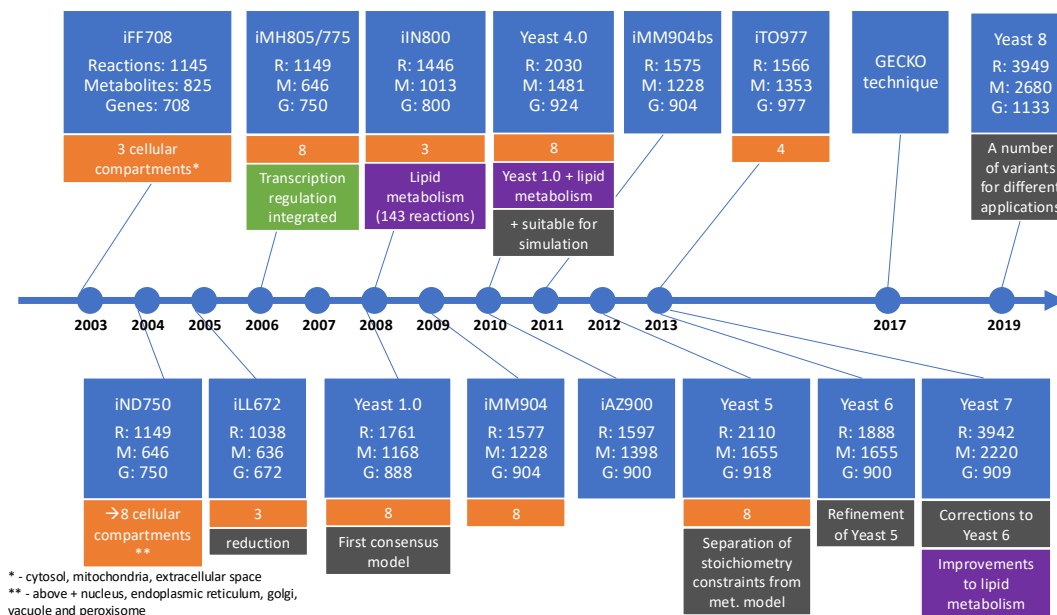 iFF708
Reactions: 1145
Metabolites: 825
Genes: 708
3 cellular
compartments*
iMH805/775
R: 1149
M: 646
G: 750
8
Transcription
regulation
integrated
iIN800
R: 1446
M: 1013
G: 800
3
Lipid
metabolism
(143 reactions)
Yeast 4.0
R: 2030
M: 1481
G: 924
8
Yeast 1.0 + lipid
metabolism
+ suitable for
simulation
iMM904bs
R: 1575
M: 1228
G: 904
iTO977
R: 1566
M: 1353
G: 977
4
GECKO
technique
Yeast 8
R: 3949
M: 2680
G: 1133
A number
of variants
for different
applications
2003
2004
2005
2006
2007
2008
2009
2010
2011
2012
2013
2017
2019
iND750
R: 1149
M: 646
G: 750
→8 cellular
compartments
**
iLL672
R: 1038
M: 636
G: 672
3
reduction
Yeast 1.0
R: 1761
M: 1168
G: 888
8
First consensus
model
iMM904
R: 1577
M: 1228
G: 904
8
iAZ900
R: 1597
M: 1398
G: 900
Yeast 5
R: 2110
M: 1655
G: 918
8
Separation of
stoichiometry
constraints from
met. model
Yeast 6
R: 1888
M: 1655
G: 900
Refinement
of Yeast 5
Yeast 7
R: 3942
M: 2220
G: 909
Corrections to
Yeast 6
Improvements
to lipid
metabolism
* - cytosol, mitochondria, extracellular space
** - above + nucleus, endoplasmic reticulum, golgi,
vacuole and peroxisome